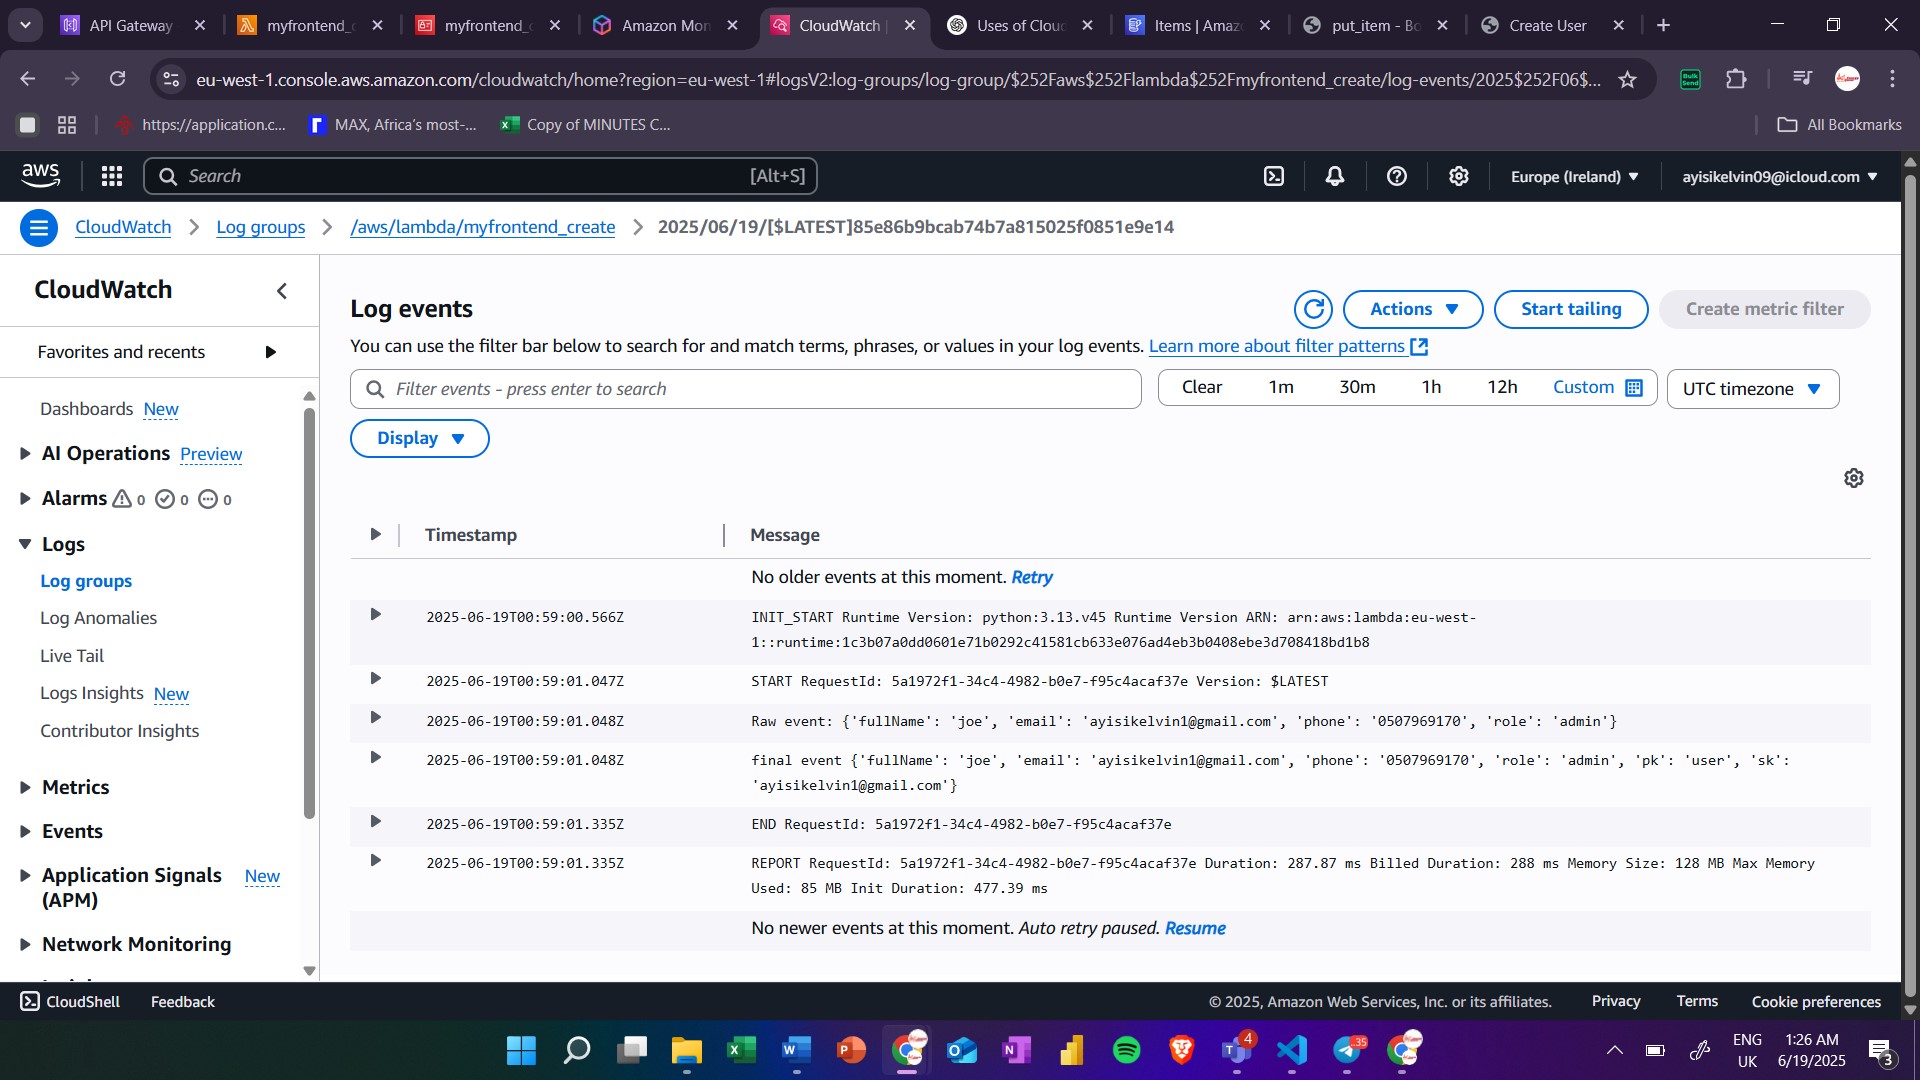 API Gateway
myfrontend_c
myfrontend_c
Amazon Mon
CloudWatch |
Uses of Clou
Items | Amaz
put_item - Bo
Create User
eu-west-1.console.aws.amazon.com/cloudwatch/home?region=eu-west-1#logsV2:log-groups/log-group/$252Faws$252Flambda$252Fmyfrontend_create/log-events/2025$252F06$...
Bulk Send
https://application.c...
MAX, Africa's most-...
Copy of MINUTES C...
All Bookmarks
aws
Search
[Alt+S]
Europe (Ireland)
ayisikelvin09@icloud.com
CloudWatch
Log groups
/aws/lambda/myfrontend_create
2025/06/19/[$LATEST]85e86b9bcab74b7a815025f0851e9e14
CloudWatch
Favorites and recents
Dashboards New
AI Operations Preview
Alarms 0 0 0
Logs
Log groups
Log Anomalies
Live Tail
Logs Insights New
Contributor Insights
Metrics
Events
Application Signals (APM) New
Network Monitoring
Log events
Actions
Start tailing
Create metric filter
You can use the filter bar below to search for and match terms, phrases, or values in your log events. Learn more about filter patterns
Filter events - press enter to search
Clear 1m 30m 1h 12h Custom
UTC timezone
Display
Timestamp Message
No older events at this moment. Retry
2025-06-19T00:59:00.566Z INIT_START Runtime Version: python:3.13.v45 Runtime Version ARN: arn:aws:lambda:eu-west-
1::runtime:1c3b07a0dd0601e71b0292c41581cb633e076ad4eb3b0408ebe3d708418bd1b8
2025-06-19T00:59:01.047Z START RequestId: 5a1972f1-34c4-4982-b0e7-f95c4acaf37e Version: $LATEST
2025-06-19T00:59:01.048Z Raw event: {'fullName': 'joe', 'email': 'ayisikelvin1@gmail.com', 'phone': '0507969170', 'role': 'admin'}
2025-06-19T00:59:01.048Z final event {'fullName': 'joe', 'email': 'ayisikelvin1@gmail.com', 'phone': '0507969170', 'role': 'admin', 'pk': 'user', 'sk':
'ayisikelvin1@gmail.com'}
2025-06-19T00:59:01.335Z END RequestId: 5a1972f1-34c4-4982-b0e7-f95c4acaf37e
2025-06-19T00:59:01.335Z REPORT RequestId: 5a1972f1-34c4-4982-b0e7-f95c4acaf37e Duration: 287.87 ms Billed Duration: 288 ms Memory Size: 128 MB Max Memory
Used: 85 MB Init Duration: 477.39 ms
No newer events at this moment. Auto retry paused. Resume
CloudShell
Feedback
© 2025, Amazon Web Services, Inc. or its affiliates.
Privacy
Terms
Cookie preferences
4
35
ENG
UK
1:26 AM
6/19/2025
3